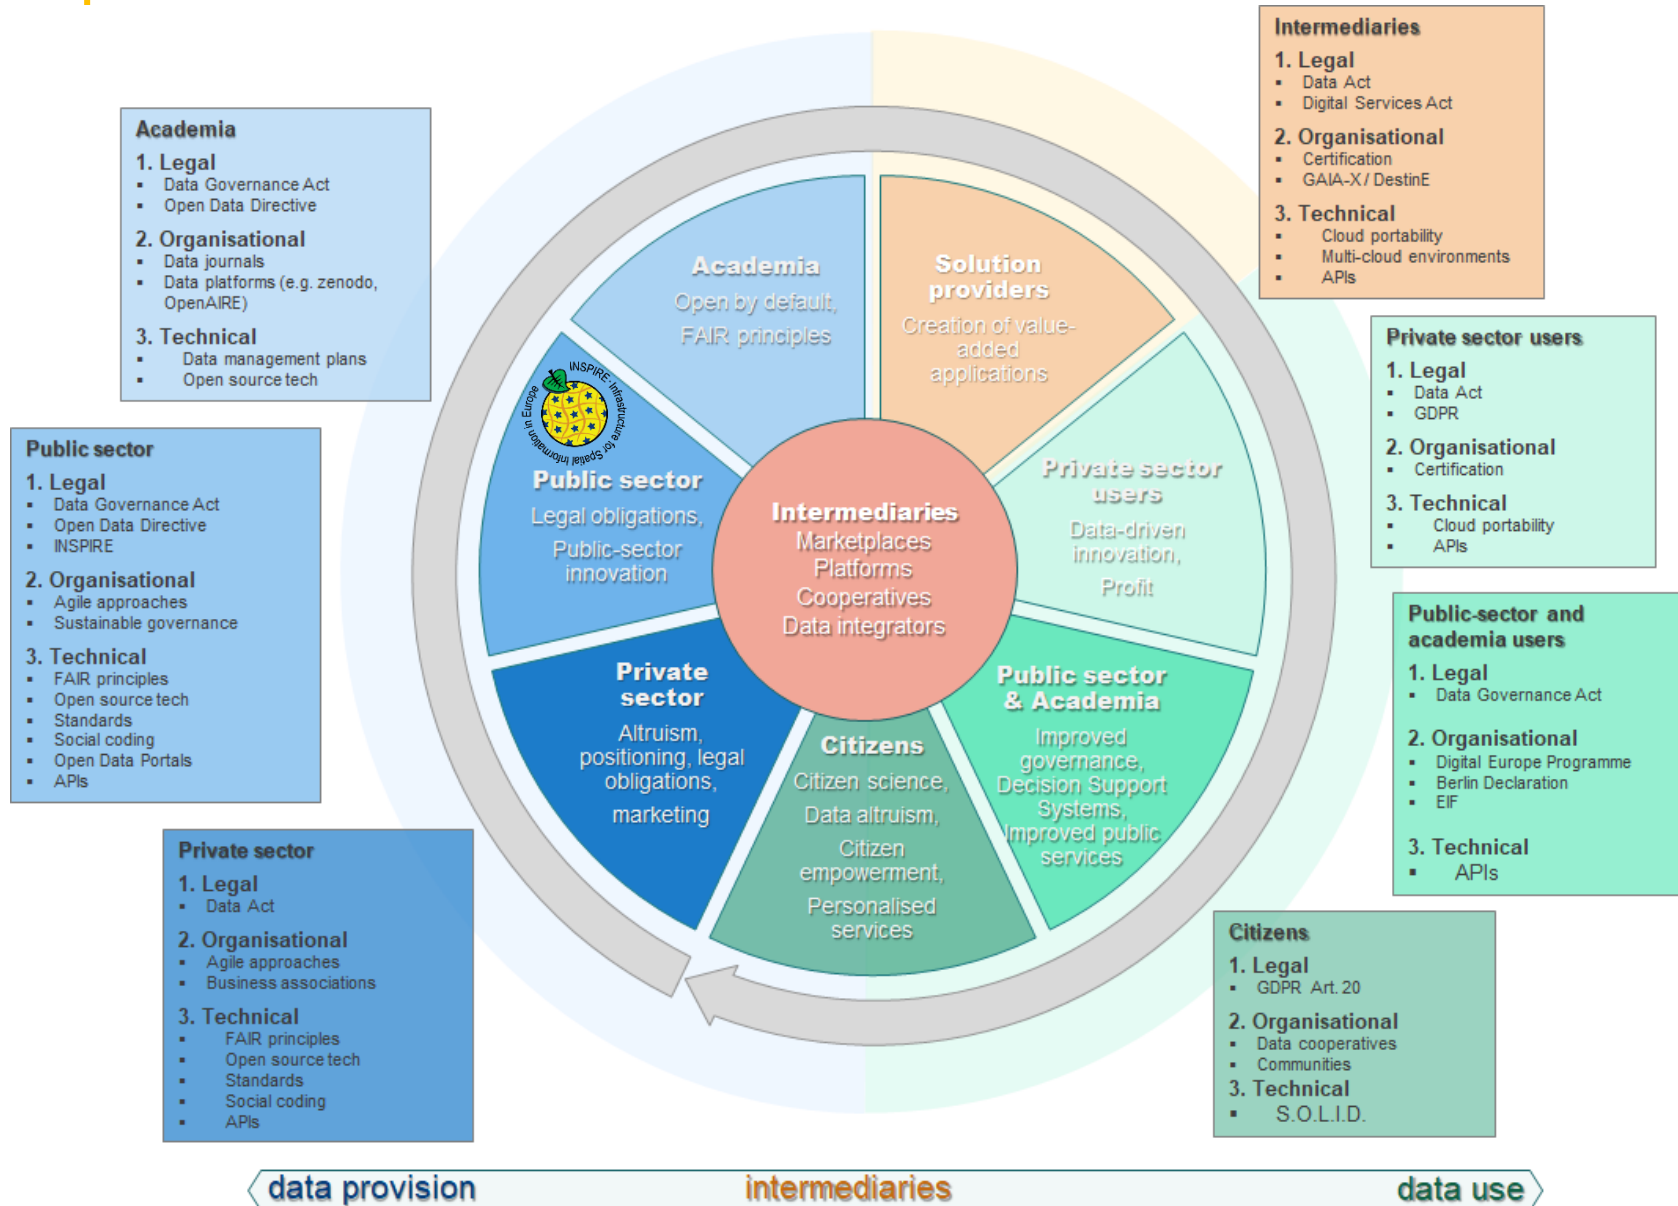 Academia
1. Legal
▪ Data Governance Act
▪ Open Data Directive
2. Organisational
▪ Data journals
▪ Data platforms (e.g. zenodo,
OpenAIRE)
3. Technical
▪ Data management plans
▪ Open source tech
Public sector
1. Legal
▪ Data Governance Act
▪ Open Data Directive
▪ INSPIRE
2. Organisational
▪ Agile approaches
▪ Sustainable governance
3. Technical
▪ FAIR principles
▪ Open source tech
▪ Standards
▪ Social coding
▪ Open Data Portals
▪ APIs
Private sector
1. Legal
▪ Data Act
2. Organisational
▪ Agile approaches
▪ Business associations
3. Technical
▪ FAIR principles
▪ Open source tech
▪ Standards
▪ Social coding
▪ APIs
Academia
Open by default,
FAIR principles
Solution
providers
Creation of value-
added
applications
INSPIRE - Infrastructure for Spatial Information in Europe
Public sector
Legal obligations,
Public-sector
innovation
Intermediaries
Marketplaces
Platforms
Cooperatives
Data integrators
Private sector
users
Data-driven
innovation,
Profit
Private
sector
Altruism,
positioning, legal
obligations,
marketing
Citizens
Citizen science,
Data altruism,
Citizen
empowerment,
Personalised
services
Public sector
& Academia
Improved
governance,
Decision Support
Systems,
Improved public
services
Intermediaries
1. Legal
▪ Data Act
▪ Digital Services Act
2. Organisational
▪ Certification
▪ GAIA-X / DestinE
3. Technical
▪ Cloud portability
▪ Multi-cloud environments
▪ APIs
Private sector users
1. Legal
▪ Data Act
▪ GDPR
2. Organisational
▪ Certification
3. Technical
▪ Cloud portability
▪ APIs
Public-sector and
academia users
1. Legal
▪ Data Governance Act
2. Organisational
▪ Digital Europe Programme
▪ Berlin Declaration
▪ EIF
3. Technical
▪ APIs
Citizens
1. Legal
▪ GDPR Art. 20
2. Organisational
▪ Data cooperatives
▪ Communities
3. Technical
▪ S.O.L.I.D.
data provision
intermediaries
data use